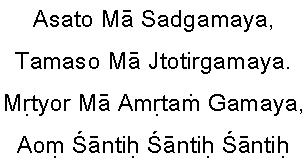 Asato Mā Sadgamaya,
Tamaso Mā Jtotirgamaya.
Mṛtyor Mā Amṛtaṁ Gamaya,
Aoṃ Śāntiḥ Śāntiḥ Śāntiḥ